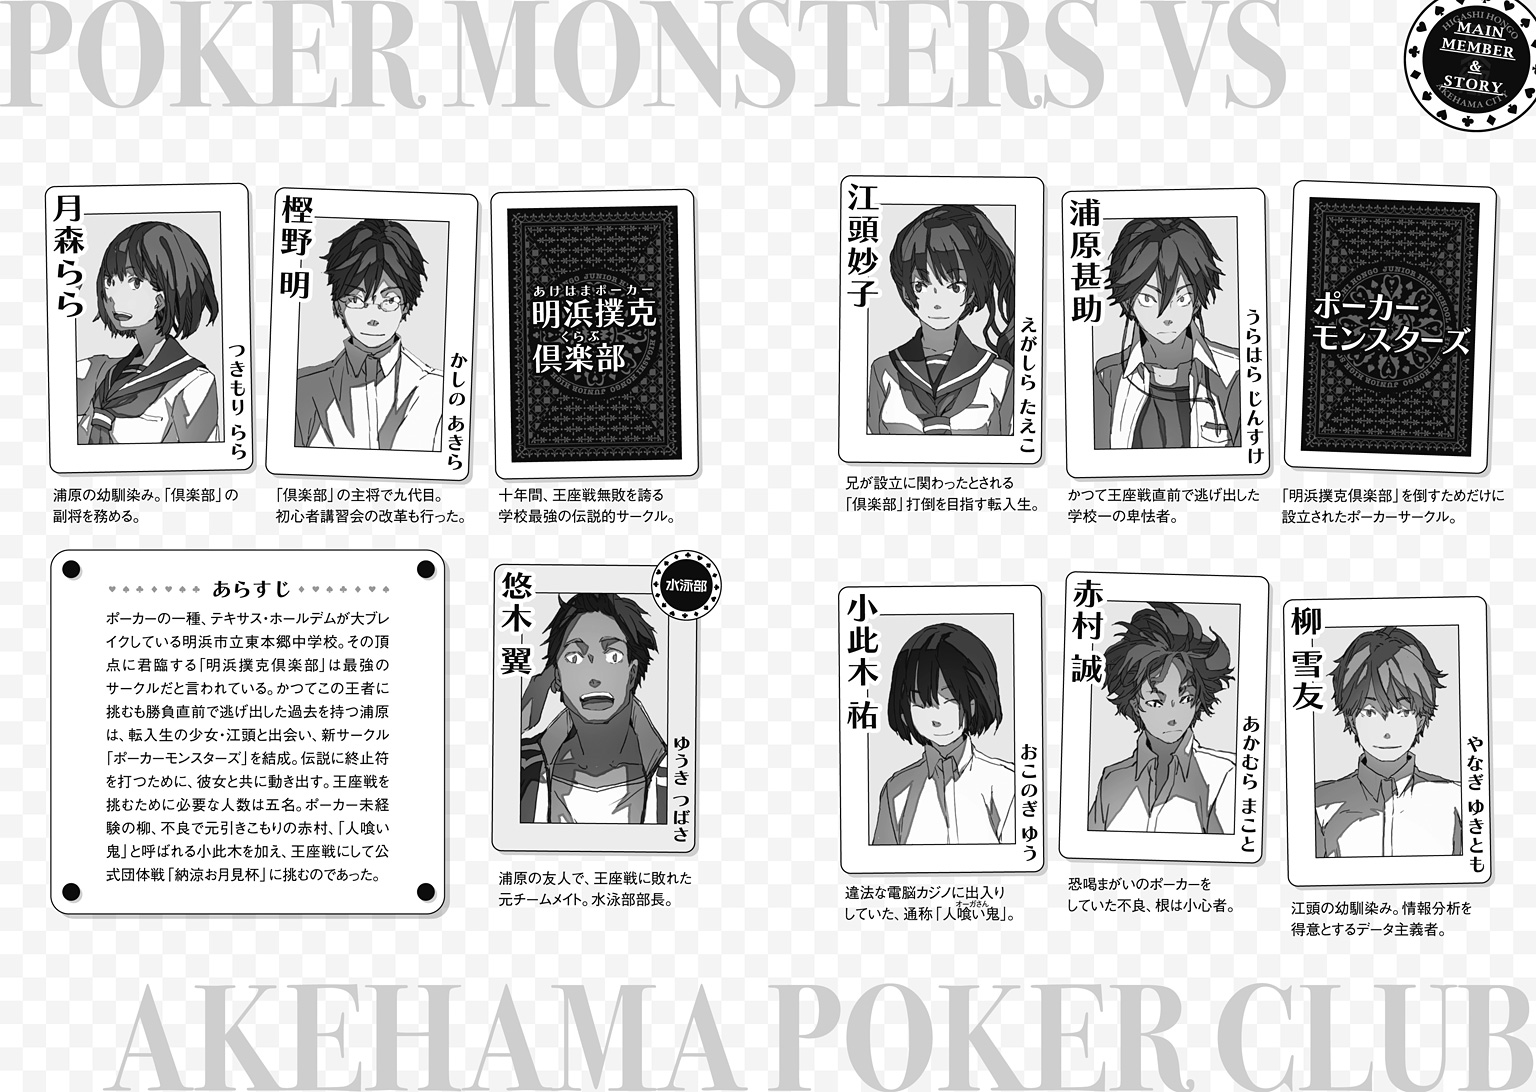 POKER MONSTERS VS
HIGASHI HONGO
MAIN
MEMBER
&
STORY
AKEHAMA CITY
ポーカー
モンスターズ
「明浜撲克倶楽部」を倒すためだけに
設立されたポーカーサークル。
浦原甚助
うらはら じんすけ
かつて王座戦直前で逃げ出した
学校一の卑怯者。
江頭妙子
えがしら たえこ
兄が設立に関わったとされる
「倶楽部」打倒を目指す転入生。
柳 雪友
やなぎ ゆきとも
江頭の幼馴染み。情報分析を
得意とするデータ主義者。
赤村 誠
あかむら まこと
恐喝まがいのポーカーを
していた不良、根は小心者。
小此木 祐
おこのぎ ゆう
違法な電脳カジノに出入り
オーガさん
していた、通称「人喰い鬼」。
あけはまポーカー
明浜撲克
くらぶ
倶楽部
十年間、王座戦無敗を誇る
学校最強の伝説的サークル。
樫野 明
かしの あきら
「倶楽部」の主将で九代目。
初心者講習会の改革も行った。
月森らら
つきもり らら
浦原の幼馴染み。「倶楽部」の
副将を務める。
水泳部
悠木 翼
ゆうき つばさ
浦原の友人で、王座戦に敗れた
元チームメイト。水泳部部長。
あらすじ
ポーカーの一種、テキサス・ホールデムが大ブレ
イクしている明浜市立東本郷中学校。その頂
点に君臨する「明浜撲克倶楽部」は最強の
サークルだと言われている。かつてこの王者に
挑むも勝負直前で逃げ出した過去を持つ浦原
は、転入生の少女・江頭と出会い、新サークル
「ポーカーモンスターズ」を結成。伝説に終止符
を打つために、彼女と共に動き出す。王座戦を
挑むために必要な人数は五名。ポーカー未経
験の柳、不良で元引きこもりの赤村、「人喰い
鬼」と呼ばれる小此木を加え、王座戦にして公
式団体戦「納涼お月見杯」に挑むのであった。
AKEHAMA POKER CLUB